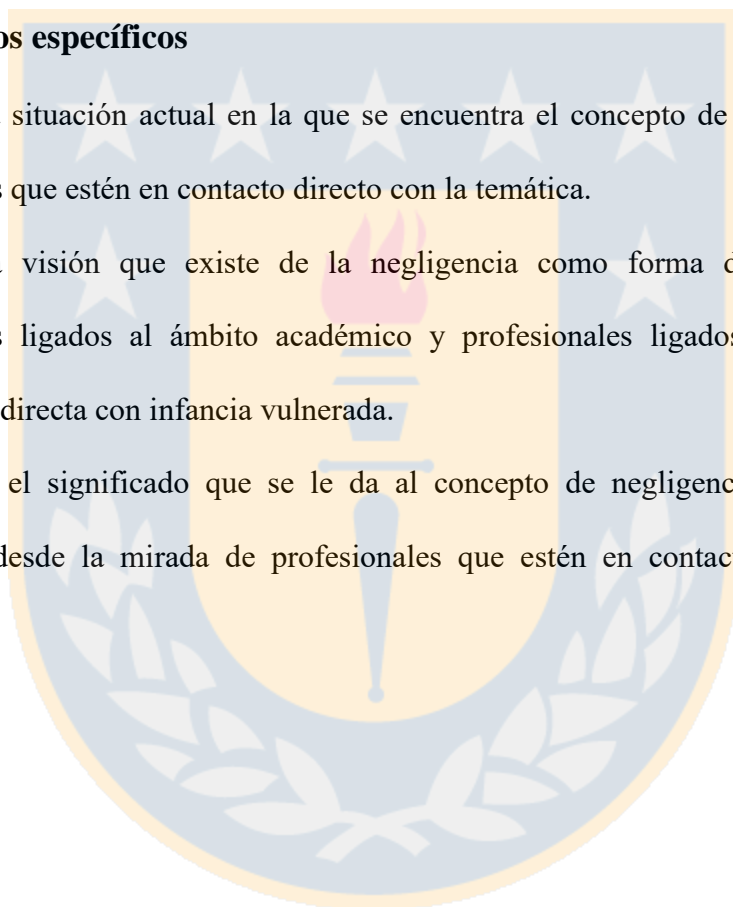 os específicos
situación actual en la que se encuentra el concepto de
s que estén en contacto directo con la temática.
a visión que existe de la negligencia como forma d
s ligados al ámbito académico y profesionales ligados
directa con infancia vulnerada.
el significado que se le da al concepto de negligenc
desde la mirada de profesionales que estén en contact